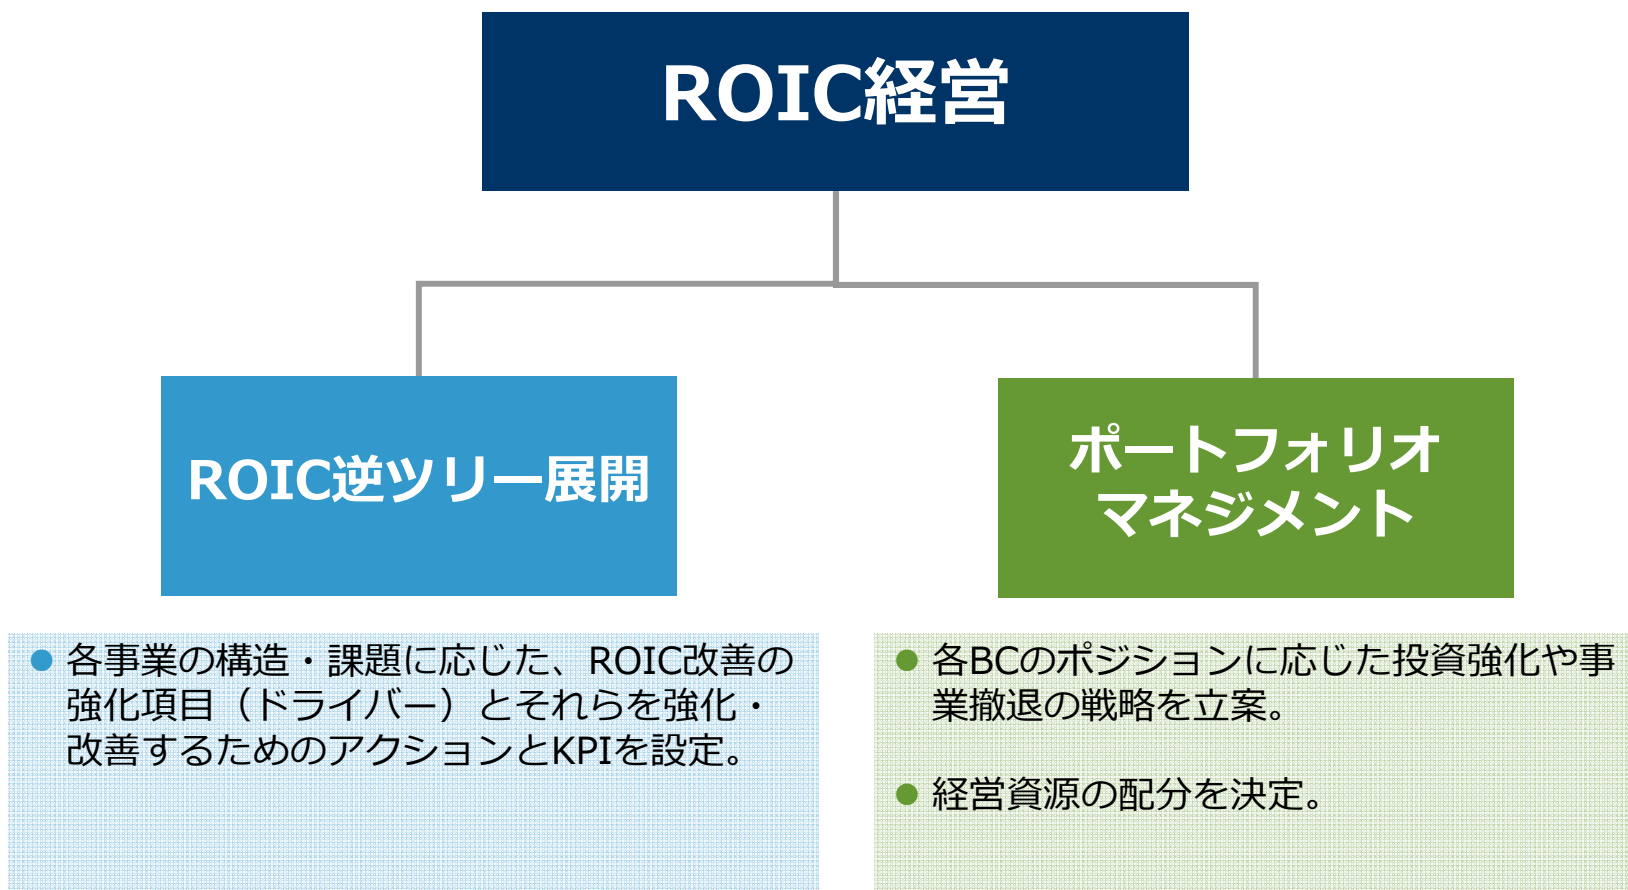 ROIC経営
ROIC逆ツリー展開
ポートフォリオ
マネジメント
● 各事業の構造・課題に応じた、ROIC改善の
強化項目（ドライバー）とそれらを強化・
改善するためのアクションとKPIを設定。
● 各BCのポジションに応じた投資強化や事
業撤退の戦略を立案。
● 経営資源の配分を決定。